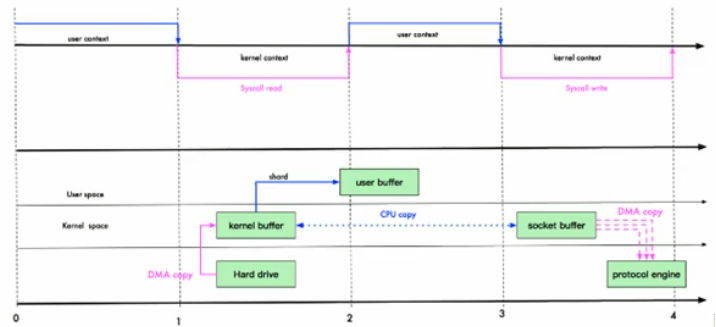 user context
user context
kernel context
kernel context
Syscall read
Syscall write
shard
user buffer
User space
Kernel space
kernel buffer
CPU copy
socket buffer
DMA copy
DMA copy
Hard drive
protocol engine
0
1
2
3
4